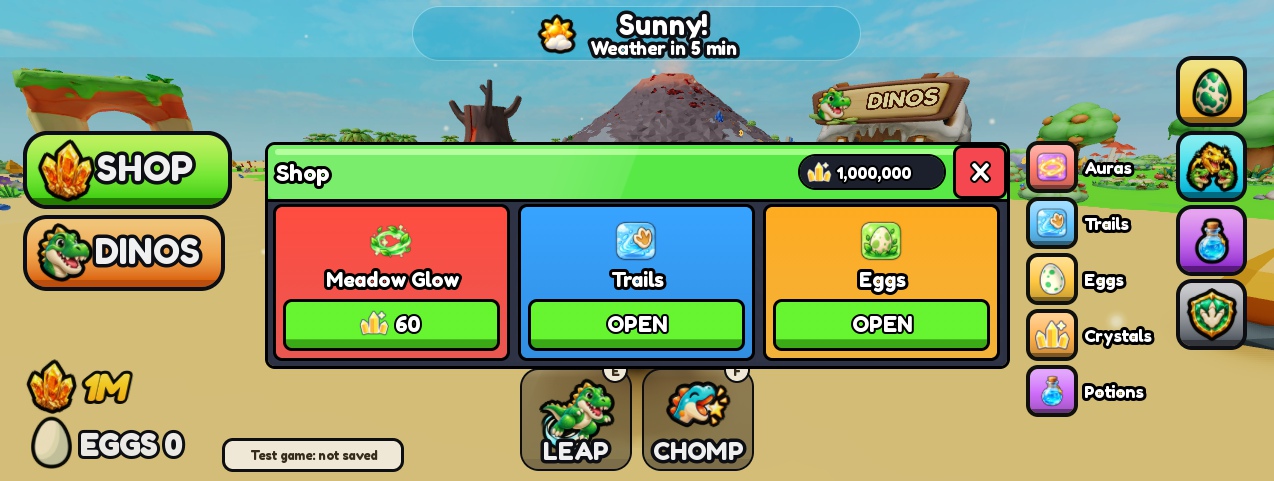 Sunny!
Weather in 5 min
DINOS
SHOP
DINOS
Shop
1,000,000
X
Meadow Glow
60
Trails
OPEN
Eggs
OPEN
Auras
Trails
Eggs
Crystals
Potions
1M
EGGS 0
Test game: not saved
E
LEAP
F
CHOMP